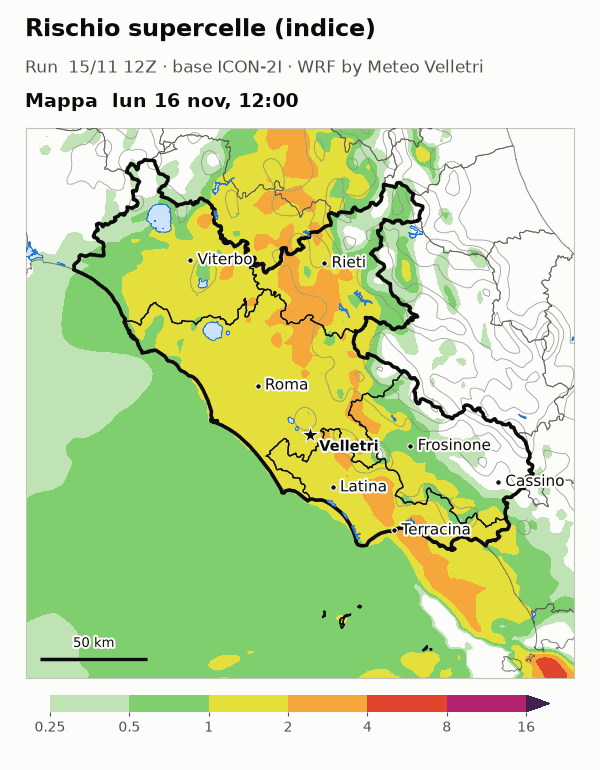 Rischio supercelle (indice)
Run  15/11 12Z · base ICON-2I · WRF by Meteo Velletri
Mappa  lun 16 nov, 12:00
Viterbo
Rieti
Roma
Velletri
Frosinone
Latina
Cassino
Terracina
50 km
0.25 0.5 1 2 4 8 16